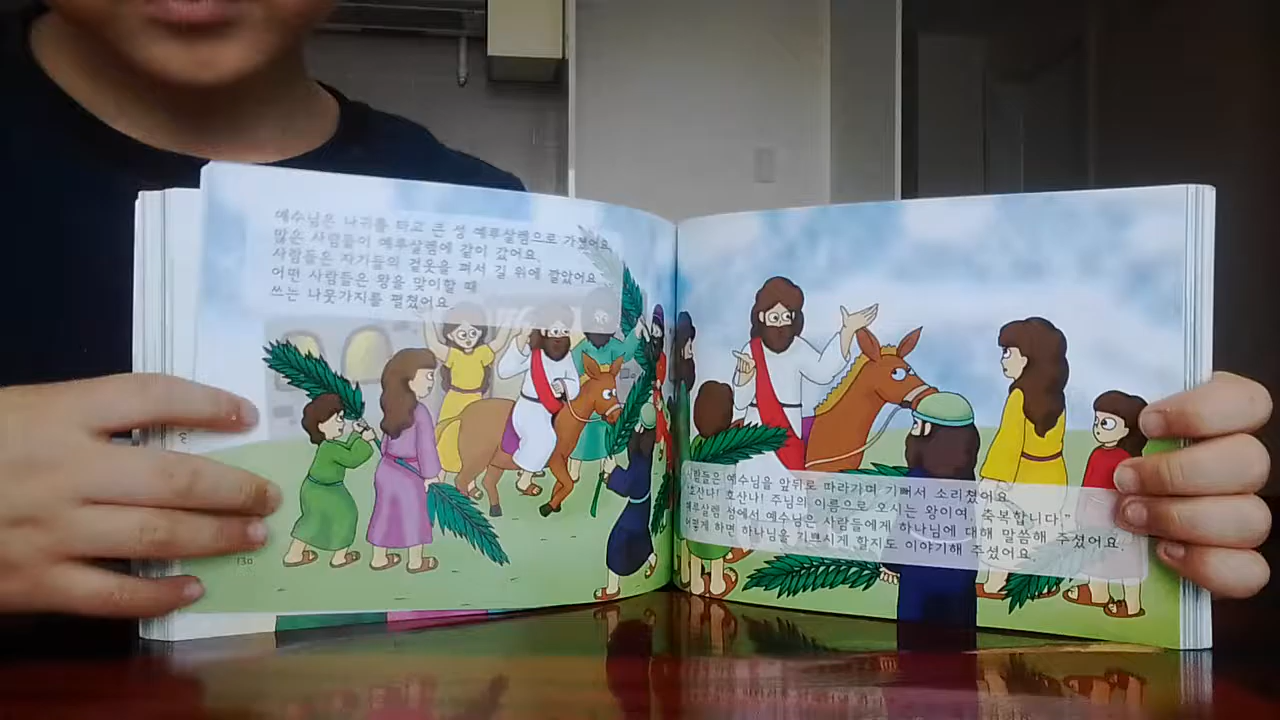 예수님은 나귀를 타고 큰 성 예루살렘으로 가셨어요.
많은 사람들이 예루살렘에 같이 갔어요.
사람들은 자기들의 겉옷을 펴서 길 위에 깔았어요.
어떤 사람들은 왕을 맞이할 때
쓰는 나뭇가지를 펼쳤어요.
사람들은 예수님을 앞뒤로 따라가며 기뻐서 소리쳤어요.
"호산나! 호산나! 주님의 이름으로 오시는 왕이여, 축복합니다."
예루살렘 성에서 예수님은 사람들에게 하나님에 대해 말씀해 주셨어요.
어떻게 하면 하나님을 기쁘시게 할지도 이야기해 주셨어요.
130